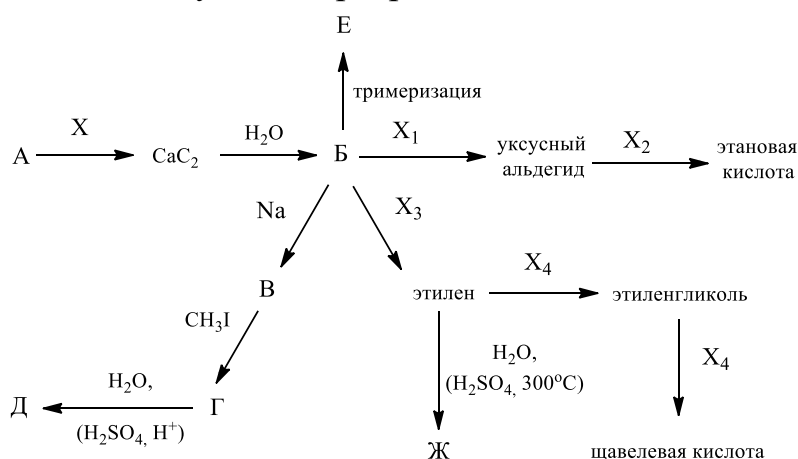 Е
тримеризация
А
X
CaC2
H2O
Б
X1
уксусный
альдегид
X2
этановая
кислота
Na
X3
В
этилен
X4
этиленгликоль
CH3I
H2O,
(H2SO4, 300°C)
X4
Д
H2O,
(H2SO4, H+)
Г
Ж
щавелевая кислота